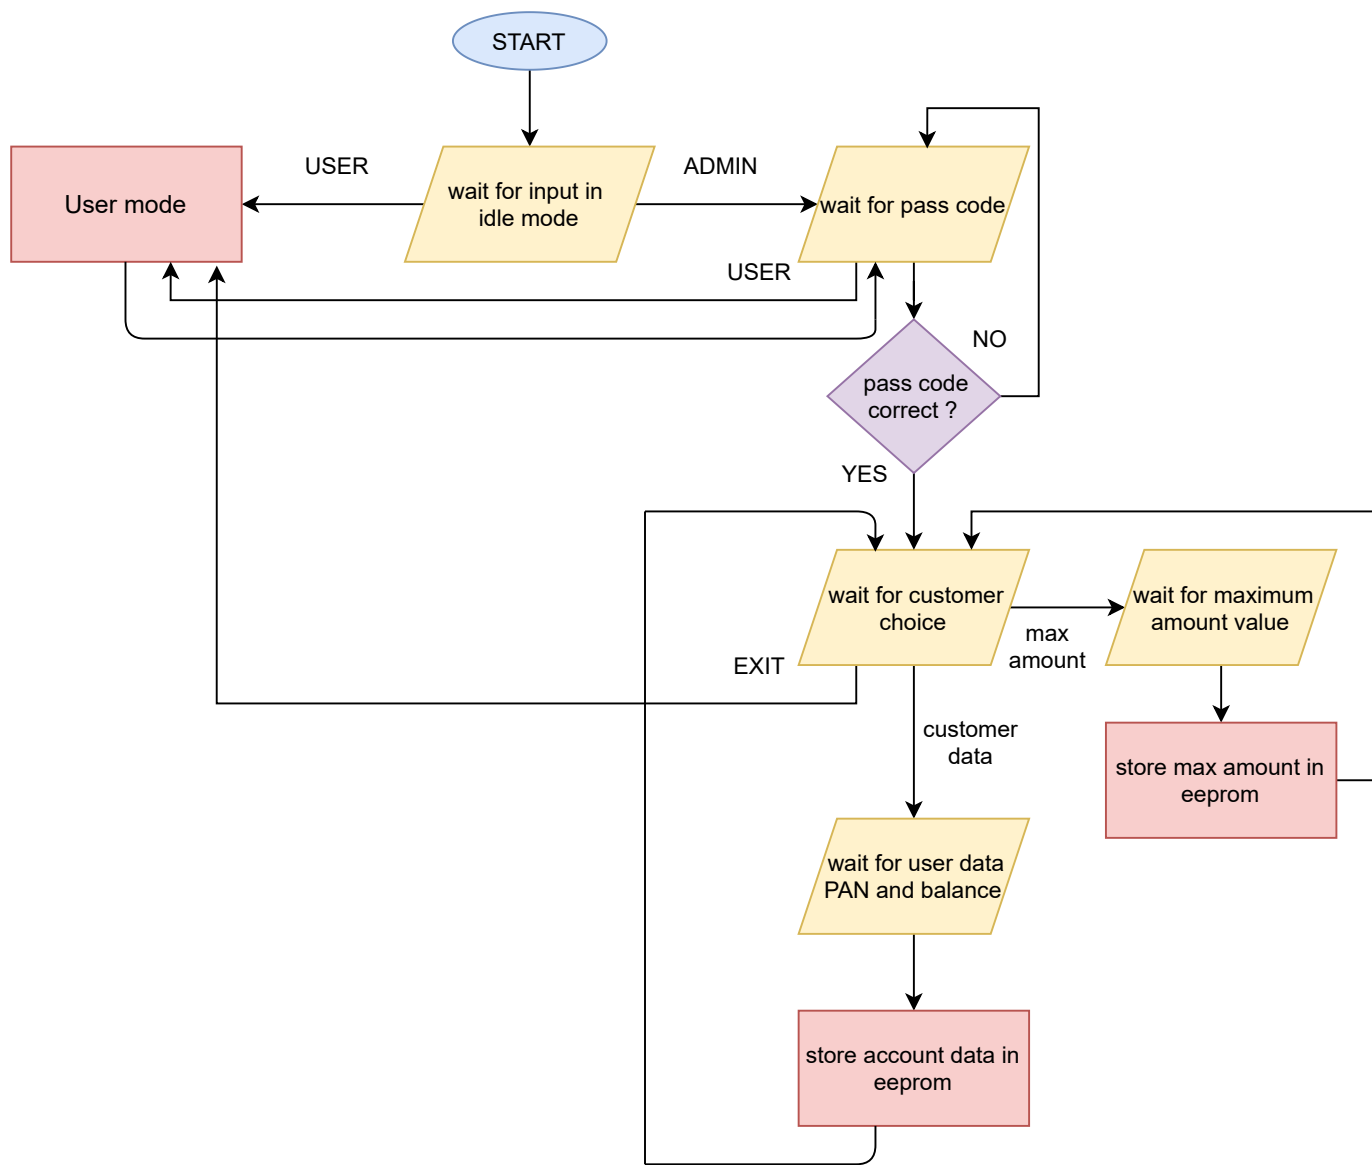 START
User mode
USER
wait for input in
idle mode
ADMIN
wait for pass code
USER
NO
pass code
correct ?
YES
wait for customer
choice
max
amount
wait for maximum
amount value
EXIT
customer
data
store max amount in
eeprom
wait for user data
PAN and balance
store account data in
eeprom